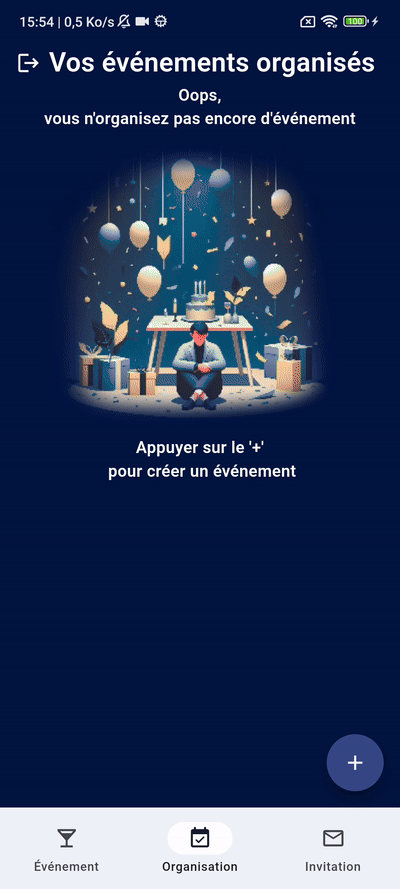 15:54 | 0,5 Ko/s
100
Vos événements organisés
Oops,
vous n'organisez pas encore d'événement
Appuyer sur le '+'
pour créer un événement
+
Événement
Organisation
Invitation